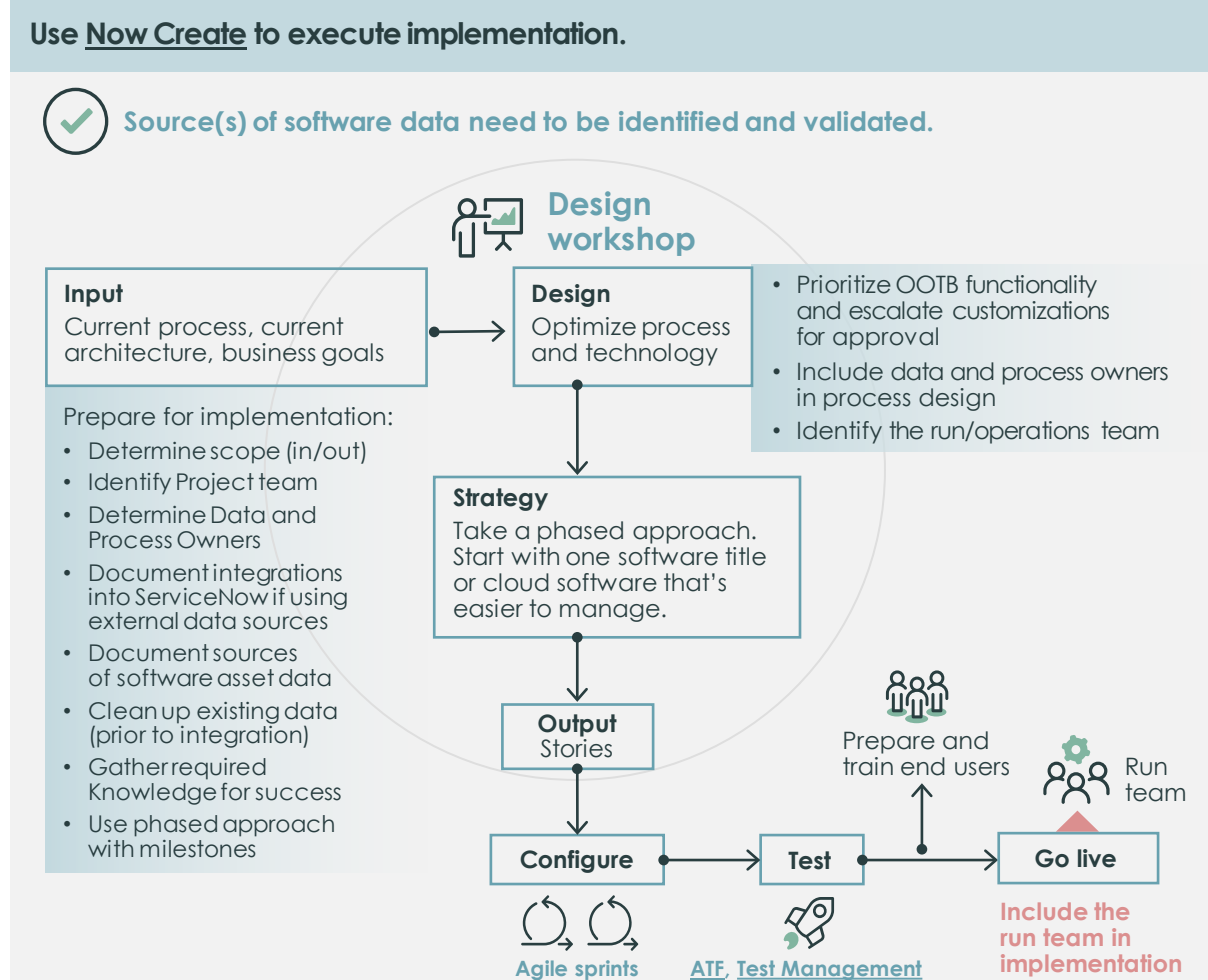 Use Now Create to execute implementation.
Source(s) of software data need to be identified and validated.
Design
workshop
Input
Current process, current
architecture, business goals
Design
Optimize process
and technology
• Prioritize OOTB functionality
and escalate customizations
for approval
• Include data and process owners
in process design
• Identify the run/operations team
Prepare for implementation:
• Determine scope (in/out)
• Identify Project team
• Determine Data and
Process Owners
• Document integrations
into ServiceNow if using
external data sources
• Document sources
of software asset data
• Clean up existing data
(prior to integration)
• Gather required
Knowledge for success
• Use phased approach
with milestones
Strategy
Take a phased approach.
Start with one software title
or cloud software that's
easier to manage.
Output
Stories
Prepare and
train end users
Run
team
Configure
Test
Go live
Agile sprints
ATF, Test Management
Include the
run team in
implementation